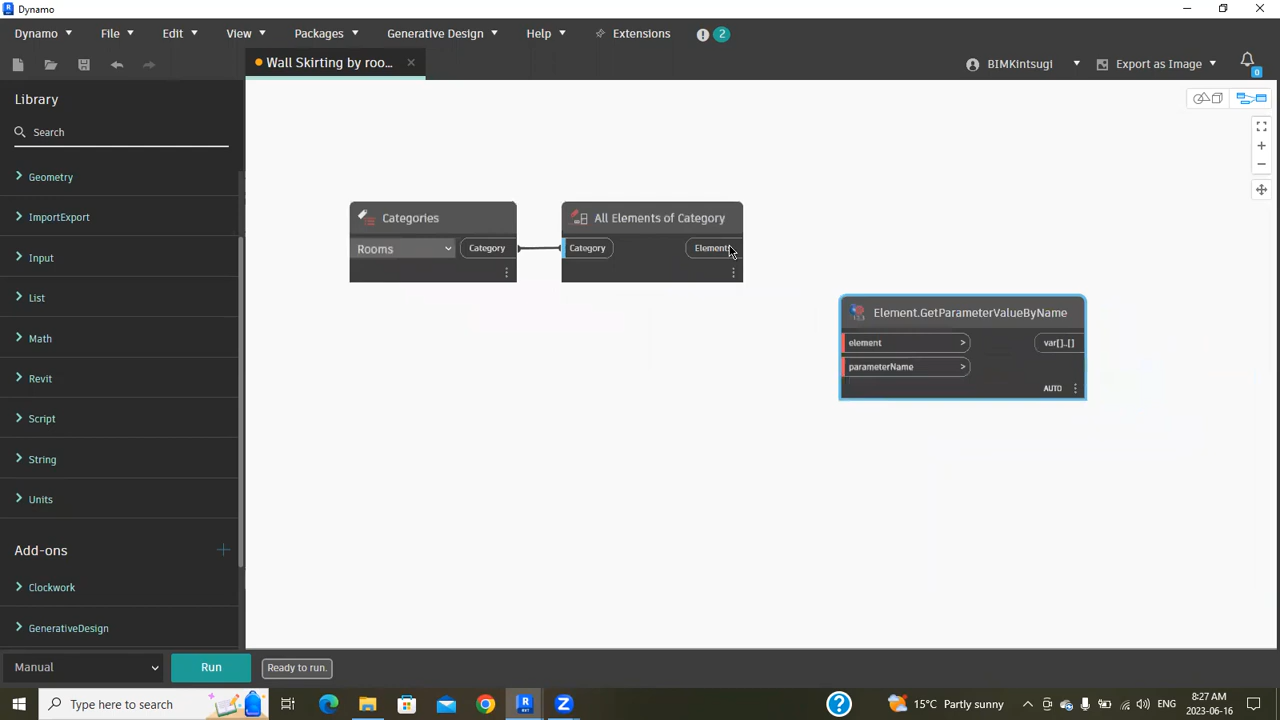 Dynamo
Dynamo File Edit View Packages Generative Design Help Extensions 2
Wall Skirting by roo...
BIMKintsugi Export as Image 0
Library
Search
Geometry
ImportExport
Input
List
Math
Revit
Script
String
Units
Add-ons
Clockwork
GenerativeDesign
Categories
Rooms Category
All Elements of Category
Category Elements
Element.GetParameterValueByName
element > var[]..[]
parameterName >
AUTO
Manual Run Ready to run.
Type here to search
15°C Partly sunny ENG 8:27 AM
2023-06-16